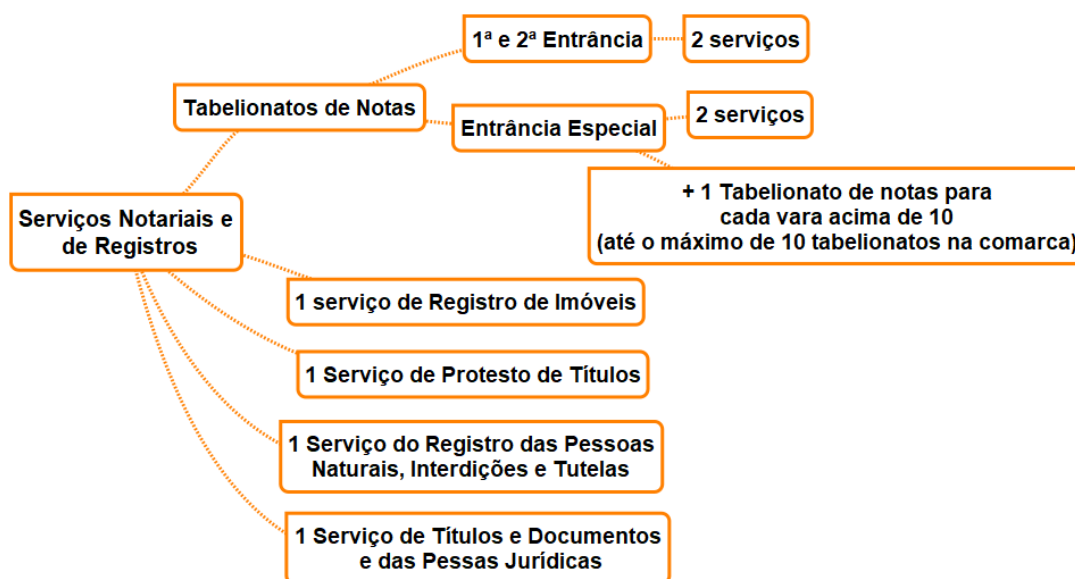 1ª e 2ª Entrância
2 serviços
Tabelionatos de Notas
Entrância Especial
2 serviços
+ 1 Tabelionato de notas para
cada vara acima de 10
(até o máximo de 10 tabelionatos na comarca)
Serviços Notariais e
de Registros
1 serviço de Registro de Imóveis
1 Serviço de Protesto de Títulos
1 Serviço do Registro das Pessoas
Naturais, Interdições e Tutelas
1 Serviço de Títulos e Documentos
e das Pessas Jurídicas